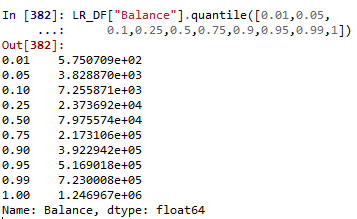 In [382]: LR_DF["Balance"].quantile([0.01,0.05,
     ...:     0.1,0.25,0.5,0.75,0.9,0.95,0.99,1])
Out[382]:
0.01    5.750709e+02
0.05    3.828870e+03
0.10    7.255871e+03
0.25    2.373692e+04
0.50    7.975574e+04
0.75    2.173106e+05
0.90    3.922942e+05
0.95    5.169018e+05
0.99    7.230008e+05
1.00    1.246967e+06
Name: Balance, dtype: float64